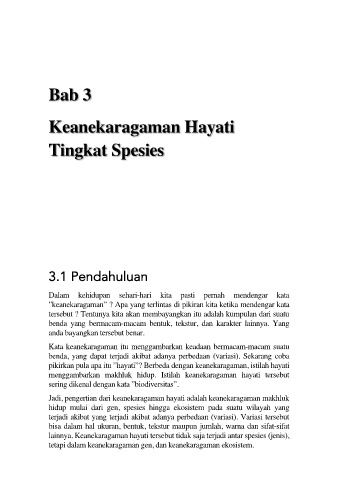 Bab 3
Keanekaragaman Hayati
Tingkat Spesies
3.1 Pendahuluan
Dalam kehidupan sehari-hari kita pasti pernah mendengar kata
"keanekaragaman" ? Apa yang terlintas di pikiran kita ketika mendengar kata
tersebut ? Tentunya kita akan membayangkan itu adalah kumpulan dari suatu
benda yang bermacam-macam bentuk, tekstur, dan karakter lainnya. Yang
anda bayangkan tersebut benar.
Kata keanekaragaman itu menggambarkan keadaan bermacam-macam suatu
benda, yang dapat terjadi akibat adanya perbedaan (variasi). Sekarang coba
pikirkan pula apa itu "hayati"? Berbeda dengan keanekaragaman, istilah hayati
menggambarkan makhluk hidup. Istilah keanekaragaman hayati tersebut
sering dikenal dengan kata "biodiversitas".
Jadi, pengertian dari keanekaragaman hayati adalah keanekaragaman makhluk
hidup mulai dari gen, spesies hingga ekosistem pada suatu wilayah yang
terjadi akibat yang terjadi akibat adanya perbedaan (variasi). Variasi tersebut
bisa dalam hal ukuran, bentuk, tekstur maupun jumlah, warna dan sifat-sifat
lainnya. Keanekaragaman hayati tersebut tidak saja terjadi antar spesies (jenis),
tetapi dalam keanekaragaman gen, dan keanekaragaman ekosistem.